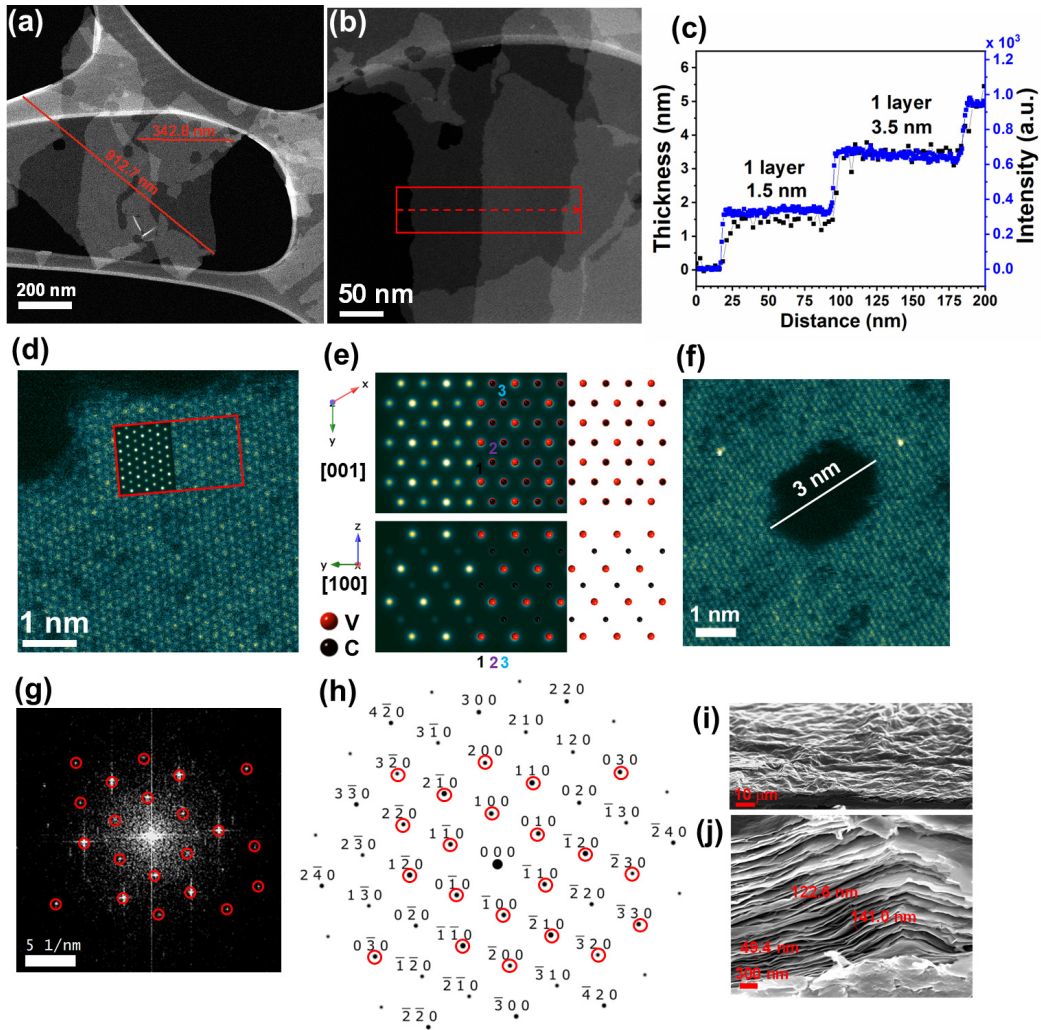 (a)
342.8 nm
912.7 nm
200 nm
(b)
50 nm
(c)
x 10³
Thickness (nm)
6
5
4
3
2
1
0
1 layer
1.5 nm
1 layer
3.5 nm
1.2
1.0
0.8
0.6
0.4
0.2
0.0
Intensity (a.u.)
0 25 50 75 100 125 150 175 200
Distance (nm)
(d)
1 nm
(e)
x
z
y
[001]
3
2
1
z
y
x
[100]
V
C
1 2 3
(f)
3 nm
1 nm
(g)
5 1/nm
(h)
2 2 0
3 0 0
4 2̅ 0
2 1 0
3 1̅ 0
1 2 0
2 0 0
0 3 0
3 2̅ 0
1 1 0
2 1̅ 0
0 2 0
3 3̅ 0
1 0 0
1̅ 3 0
2 2̅ 0
0 1 0
1 1̅ 0
2̅ 4 0
1̅ 2 0
2 3̅ 0
0 0 0
1 2̅ 0
2̅ 3 0
1̅ 1 0
2 4̅ 0
0 1̅ 0
1 3̅ 0
2̅ 2 0
1̅ 0 0
3̅ 3 0
0 2̅ 0
2̅ 1 0
1̅ 1̅ 0
0 3̅ 0
3̅ 2 0
2̅ 0 0
1̅ 2̅ 0
3̅ 1 0
2̅ 1̅ 0
4̅ 2 0
3̅ 0 0
2̅ 2̅ 0
(i)
10 μm
(j)
122.6 nm
141.0 nm
49.4 nm
300 nm